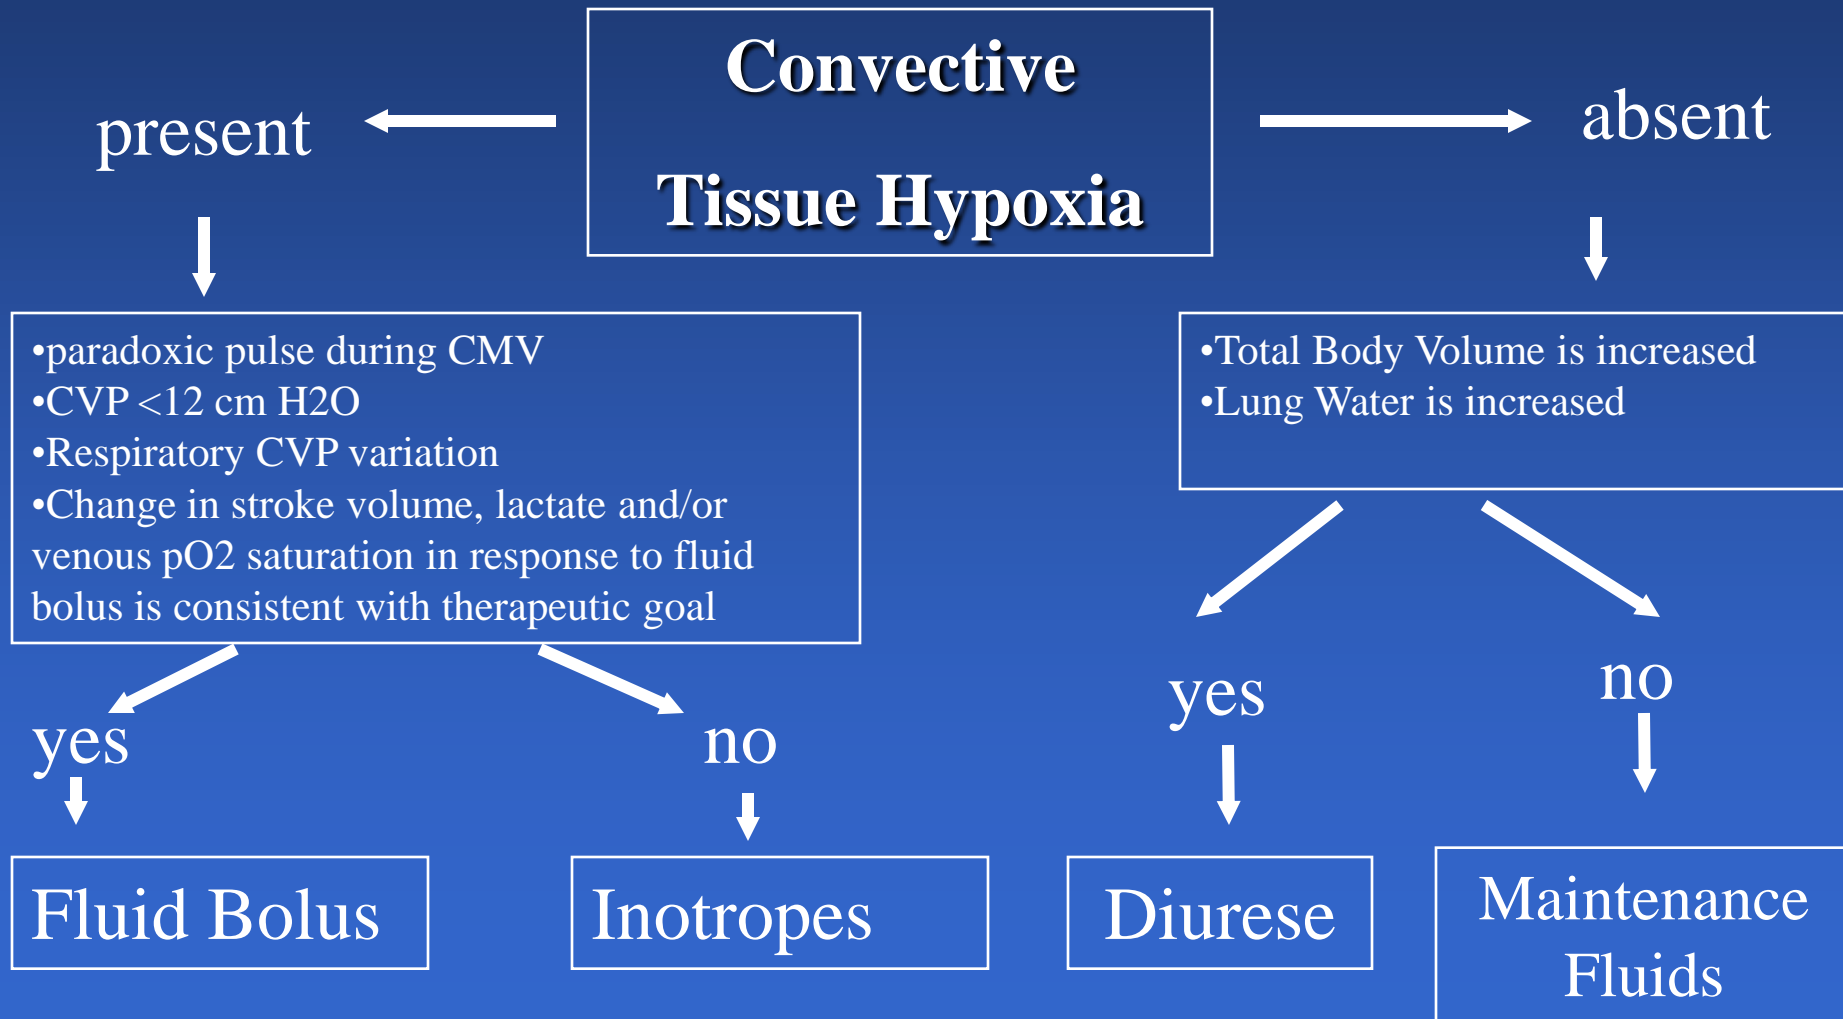 Convective
Tissue Hypoxia
present
absent
•paradoxic pulse during CMV
•CVP <12 cm H2O
•Respiratory CVP variation
•Change in stroke volume, lactate and/or
venous pO2 saturation in response to fluid
bolus is consistent with therapeutic goal
•Total Body Volume is increased
•Lung Water is increased
yes
no
yes
no
Fluid Bolus
Inotropes
Diurese
Maintenance
Fluids